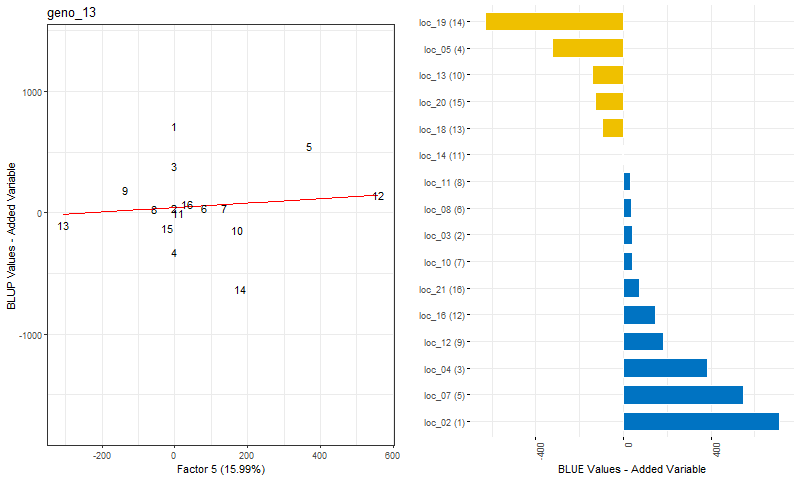 geno_13
BLUP Values - Added Variable
1000
0
-1000
1
5
3
9
12
8
2
11
16
6
7
13
15
10
4
14
-200
0
200
400
600
Factor 5 (15.99%)
loc_19 (14)
loc_05 (4)
loc_13 (10)
loc_20 (15)
loc_18 (13)
loc_14 (11)
loc_11 (8)
loc_08 (6)
loc_03 (2)
loc_10 (7)
loc_21 (16)
loc_16 (12)
loc_12 (9)
loc_04 (3)
loc_07 (5)
loc_02 (1)
-400
0
400
BLUE Values - Added Variable